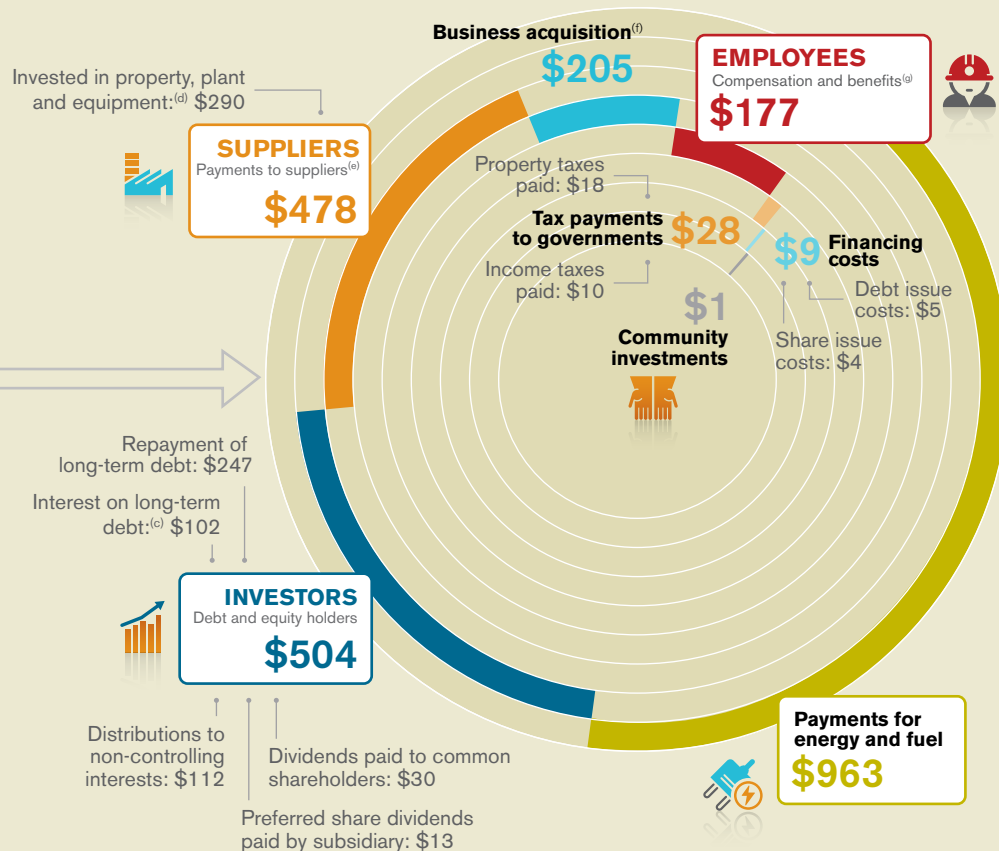 Business acquisition(f)
$205
EMPLOYEES
Compensation and benefits(g)
$177
Invested in property, plant
and equipment:(d) $290
SUPPLIERS
Payments to suppliers(e)
$478
Property taxes
paid: $18
Tax payments
to governments
$28
Income taxes
paid: $10
$9
Financing
costs
Debt issue
costs: $5
Share issue
costs: $4
$1
Community
investments
Repayment of
long-term debt: $247
Interest on long-term
debt:(c) $102
INVESTORS
Debt and equity holders
$504
Distributions to
non-controlling
interests: $112
Dividends paid to common
shareholders: $30
Preferred share dividends
paid by subsidiary: $13
Payments for
energy and fuel
$963